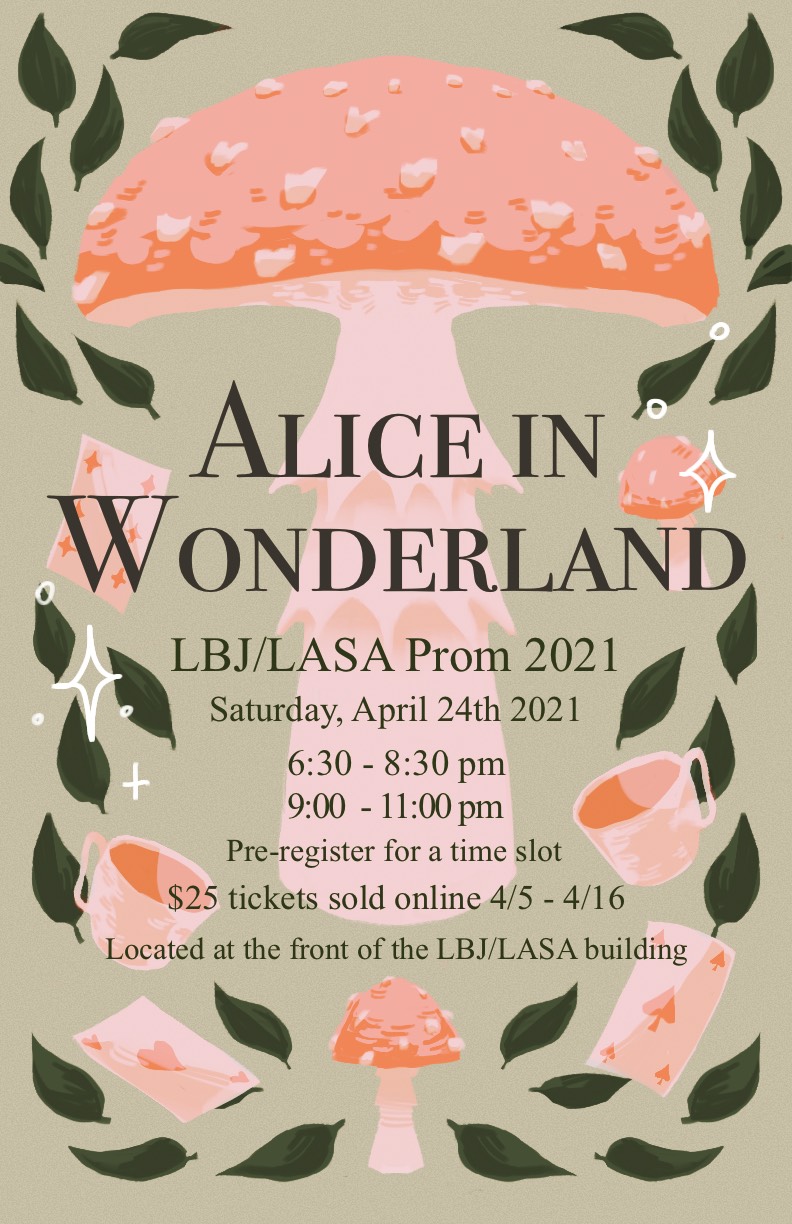 ALICE IN
WONDERLAND
LBJ/LASA Prom 2021
Saturday, April 24th 2021
6:30 - 8:30 pm
9:00 - 11:00 pm
Pre-register for a time slot
$25 tickets sold online 4/5 - 4/16
Located at the front of the LBJ/LASA building